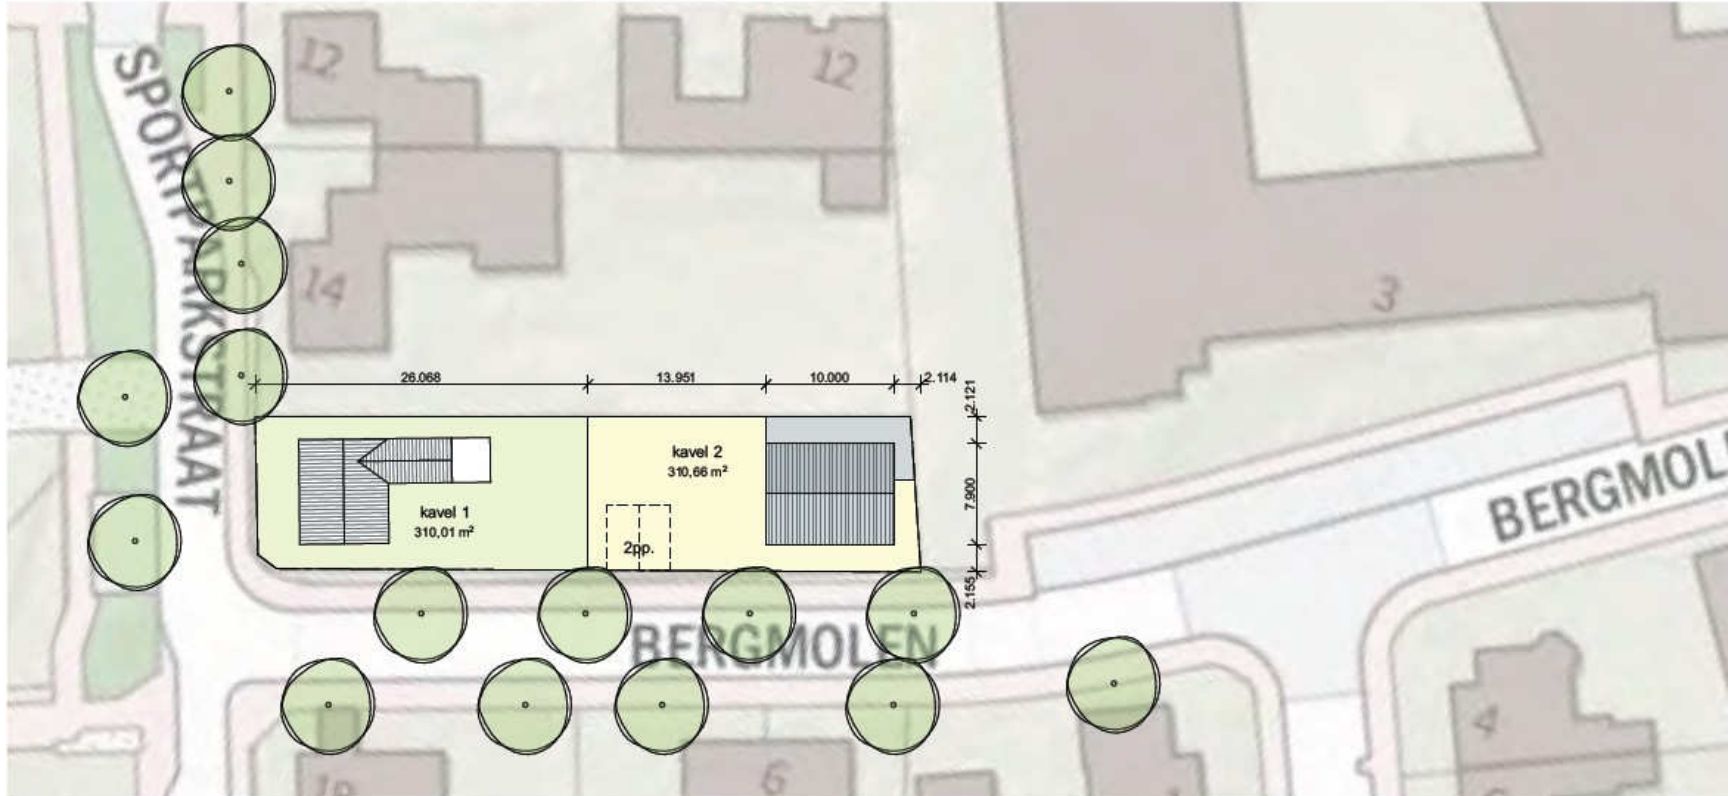 12
12
SPORTPARKSTRAAT
14
3
26.068
13.951
10.000
2.114
2.121
kavel 2
310,66 m²
7.900
kavel 1
310,01 m²
2pp.
2.155
BERGMOLEN
BERGMOL
4
6